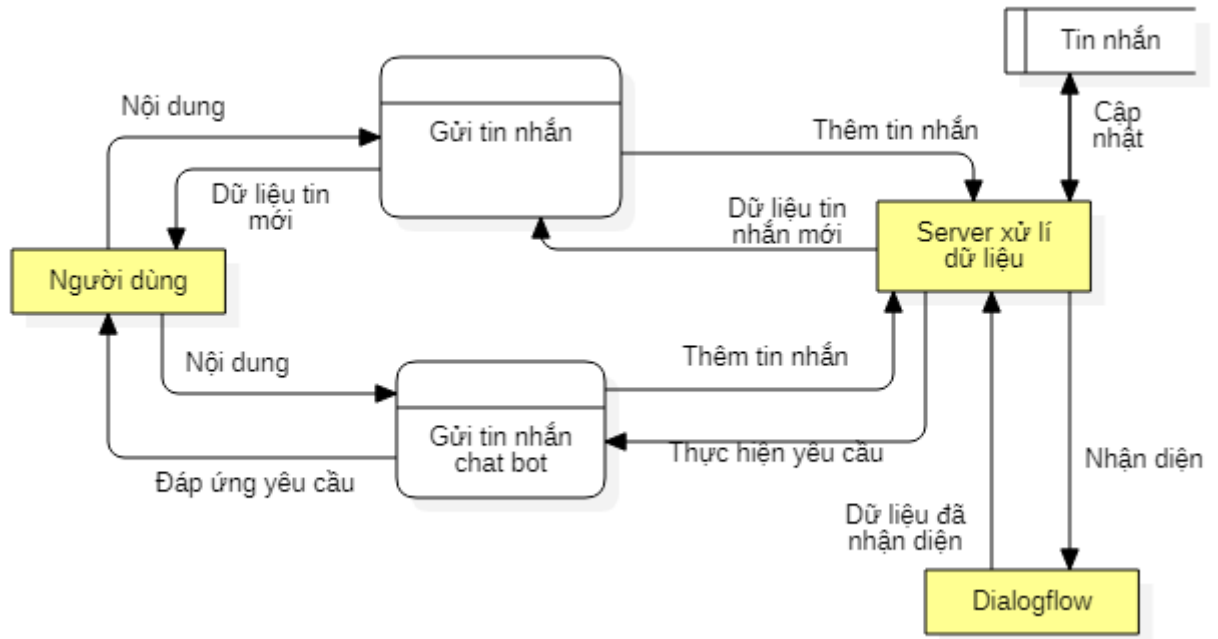 Tin nhắn
Nội dung
Gửi tin nhắn
Thêm tin nhắn
Cập
nhật
Dữ liệu tin
mới
Dữ liệu tin
nhắn mới
Server xử lí
dữ liệu
Người dùng
Nội dung
Thêm tin nhắn
Gửi tin nhắn
chat bot
Thực hiện yêu cầu
Nhận diện
Đáp ứng yêu cầu
Dữ liệu đã
nhận diện
Dialogflow